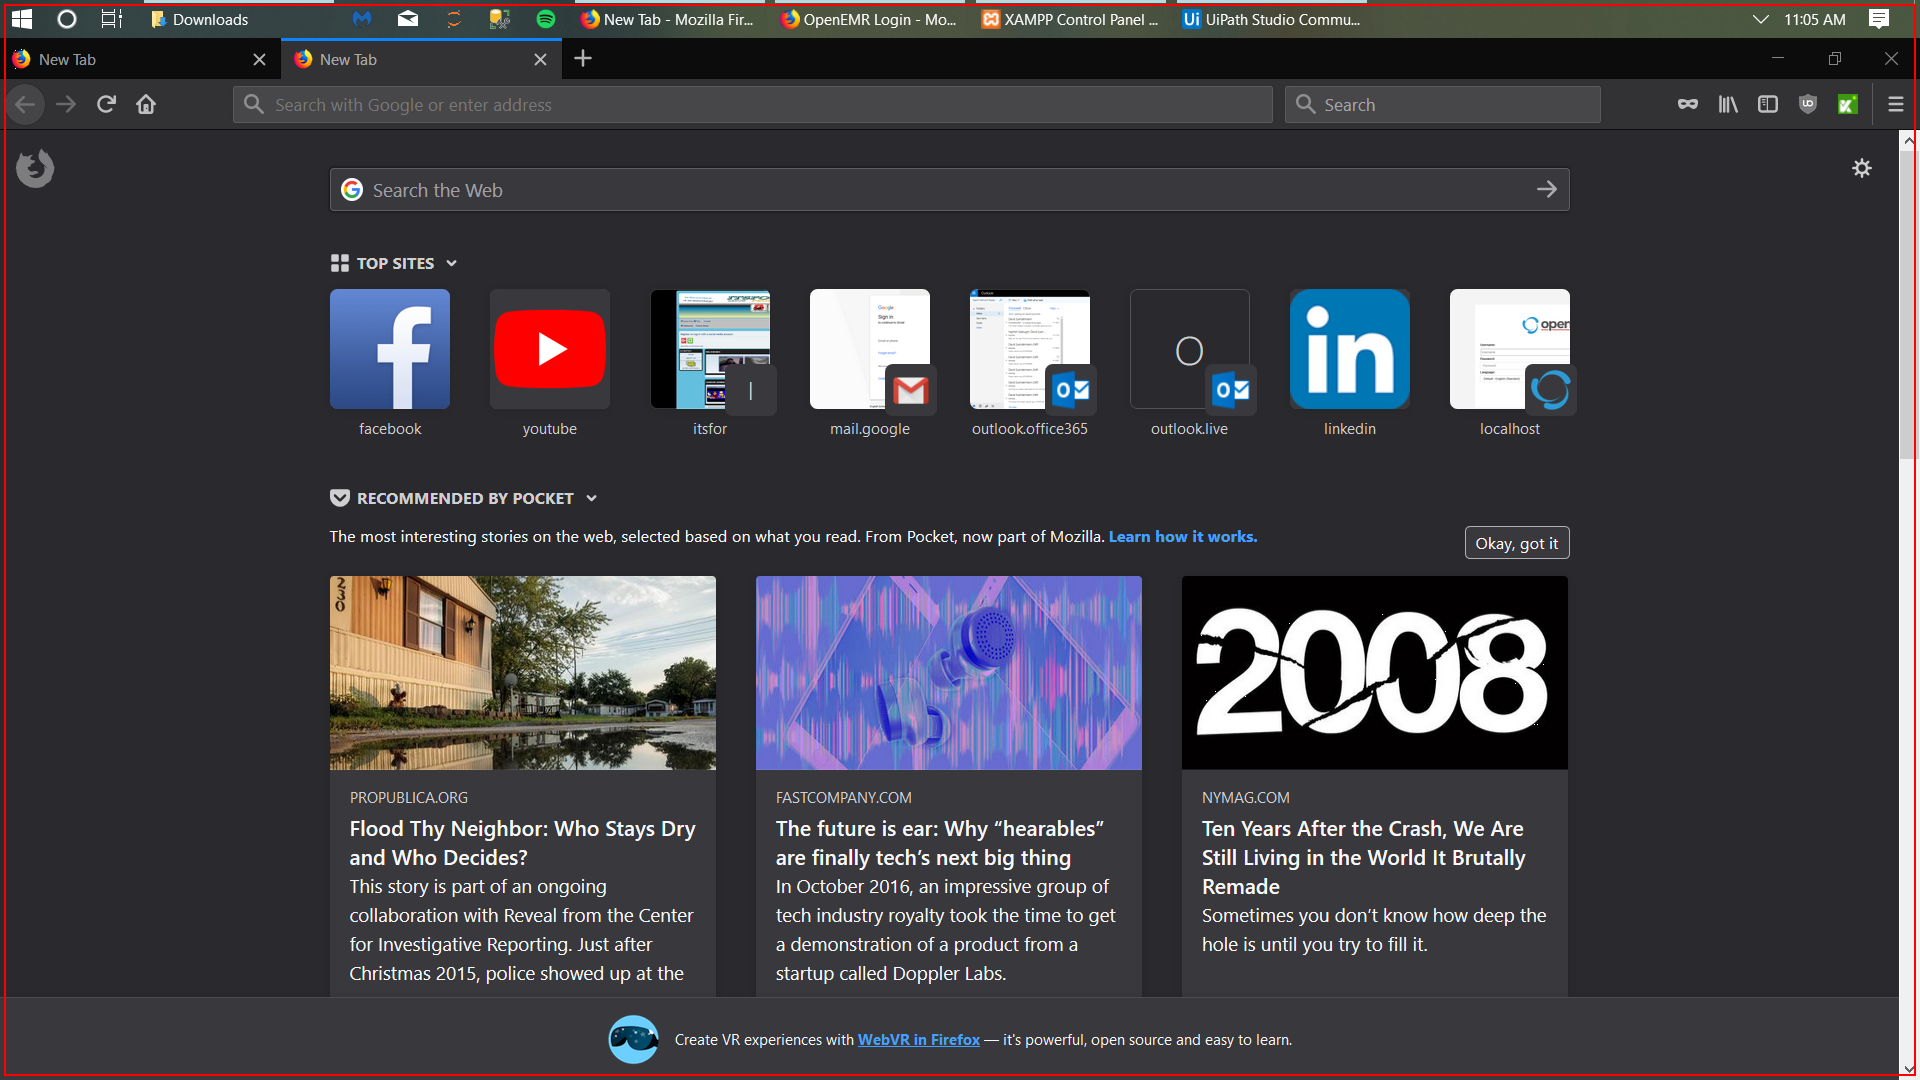 Downloads
New Tab - Mozilla Fir...
OpenEMR Login - Mo...
XAMPP Control Panel ...
Ui
UiPath Studio Commu...
11:05 AM
New Tab
New Tab
Search with Google or enter address
Search
Search the Web
TOP SITES
facebook
youtube
itsfor
mail.google
outlook.office365
outlook.live
linkedin
localhost
RECOMMENDED BY POCKET
The most interesting stories on the web, selected based on what you read. From Pocket, now part of Mozilla. Learn how it works.
Okay, got it
230
2008
PROPUBLICA.ORG
Flood Thy Neighbor: Who Stays Dry
and Who Decides?
This story is part of an ongoing
collaboration with Reveal from the Center
for Investigative Reporting. Just after
Christmas 2015, police showed up at the
FASTCOMPANY.COM
The future is ear: Why “hearables”
are finally tech’s next big thing
In October 2016, an impressive group of
tech industry royalty took the time to get
a demonstration of a product from a
startup called Doppler Labs.
NYMAG.COM
Ten Years After the Crash, We Are
Still Living in the World It Brutally
Remade
Sometimes you don’t know how deep the
hole is until you try to fill it.
Create VR experiences with WebVR in Firefox — it's powerful, open source and easy to learn.